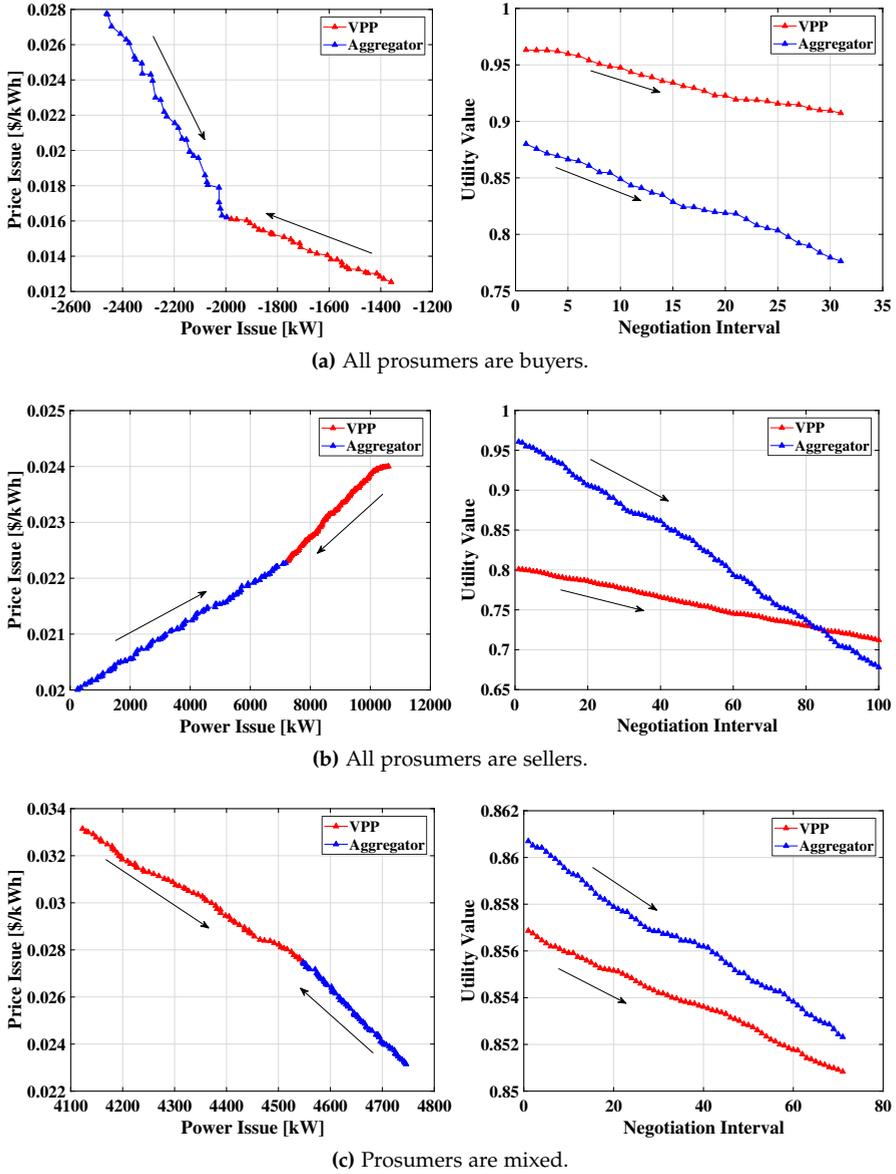 0.028
0.026
0.024
0.022
0.02
0.018
0.016
0.014
0.012
Price Issue [$/kWh]
VPP
Aggregator
-2600 -2400 -2200 -2000 -1800 -1600 -1400 -1200
Power Issue [kW]
1
0.95
0.9
0.85
0.8
0.75
Utility Value
VPP
Aggregator
0 5 10 15 20 25 30 35
Negotiation Interval
(a) All prosumers are buyers.
0.025
0.024
0.023
0.022
0.021
0.02
Price Issue [$/kWh]
VPP
Aggregator
0 2000 4000 6000 8000 10000 12000
Power Issue [kW]
1
0.95
0.9
0.85
0.8
0.75
0.7
0.65
Utility Value
VPP
Aggregator
0 20 40 60 80 100
Negotiation Interval
(b) All prosumers are sellers.
0.034
0.032
0.03
0.028
0.026
0.024
0.022
Price Issue [$/kWh]
VPP
Aggregator
4100 4200 4300 4400 4500 4600 4700 4800
Power Issue [kW]
0.862
0.86
0.858
0.856
0.854
0.852
0.85
Utility Value
VPP
Aggregator
0 20 40 60 80
Negotiation Interval
(c) Prosumers are mixed.